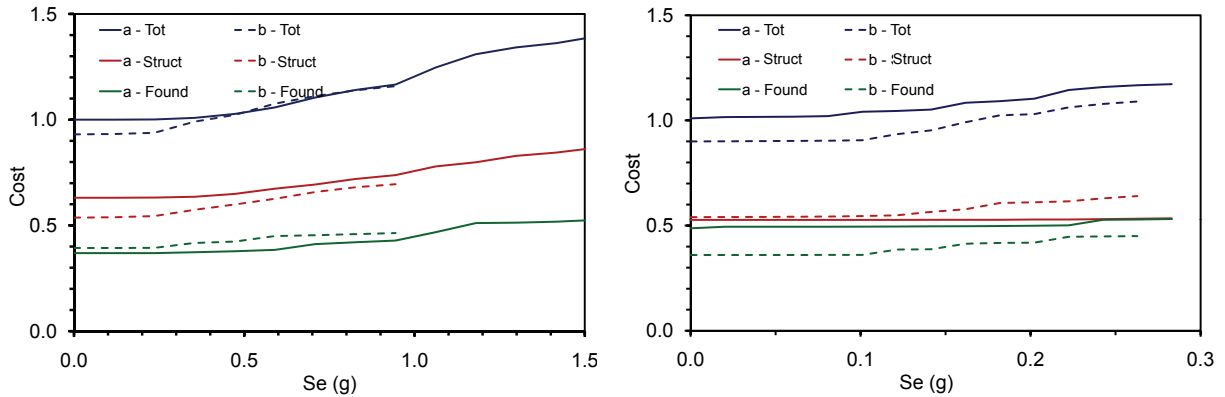 1.5
1.0
0.5
0.0
Cost
a - Tot
b - Tot
a - Struct
b - Struct
a - Found
b - Found
0.0
0.5
1.0
1.5
Se (g)
1.5
1.0
0.5
0.0
Cost
a - Tot
b - Tot
a - Struct
b - Struct
a - Found
b - Found
0.0
0.1
0.2
0.3
Se (g)